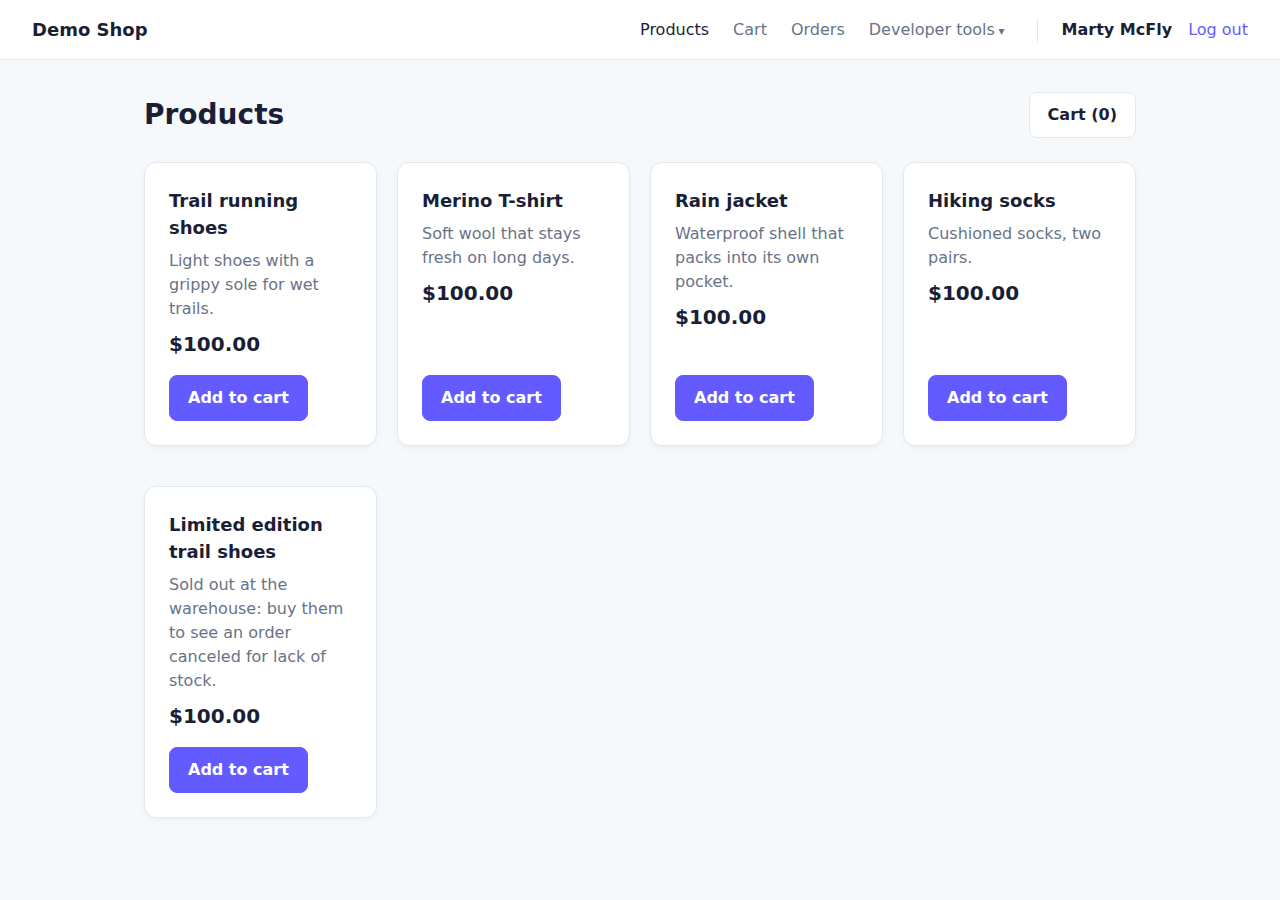 Demo Shop
Products
Cart
Orders
Developer tools ▾
Marty McFly
Log out
Products
Cart (0)
Trail running
shoes
Light shoes with a
grippy sole for wet
trails.
$100.00
Add to cart
Merino T-shirt
Soft wool that stays
fresh on long days.
$100.00
Add to cart
Rain jacket
Waterproof shell that
packs into its own
pocket.
$100.00
Add to cart
Hiking socks
Cushioned socks, two
pairs.
$100.00
Add to cart
Limited edition
trail shoes
Sold out at the
warehouse: buy them
to see an order
canceled for lack of
stock.
$100.00
Add to cart